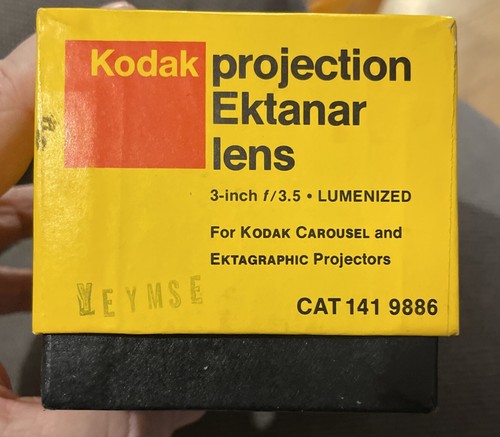 Kodak projection
Ektanar
lens
3-inch f/3.5 • LUMENIZED
For KODAK CAROUSEL and
EKTAGRAPHIC Projectors
YEYMSE
CAT 141 9886